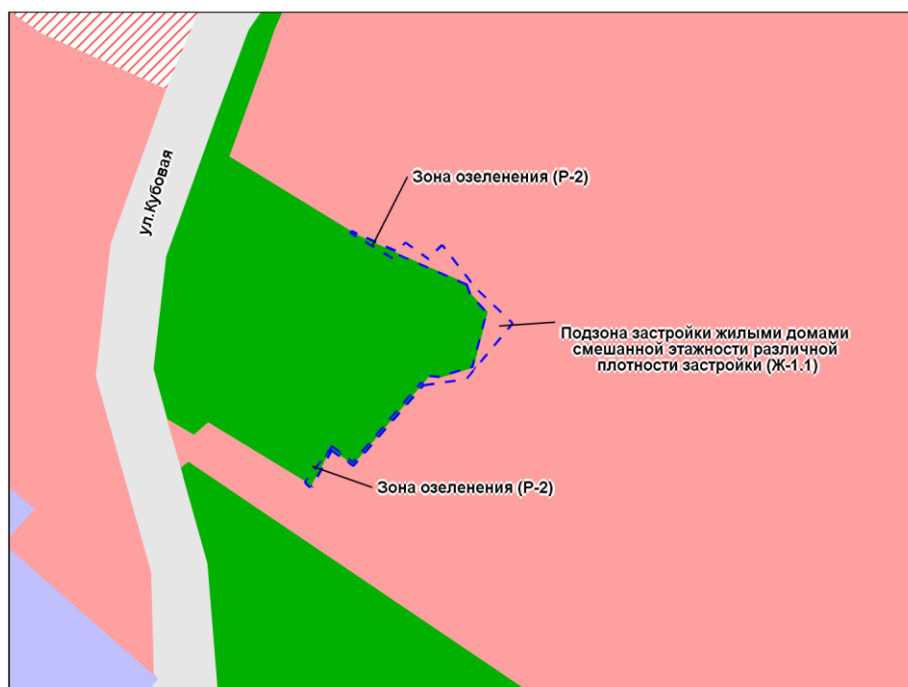 ул.Кубовая
Зона озеленения (Р-2)
Подзона застройки жилыми домами
смешанной этажности различной
плотности застройки (Ж-1.1)
Зона озеленения (Р-2)